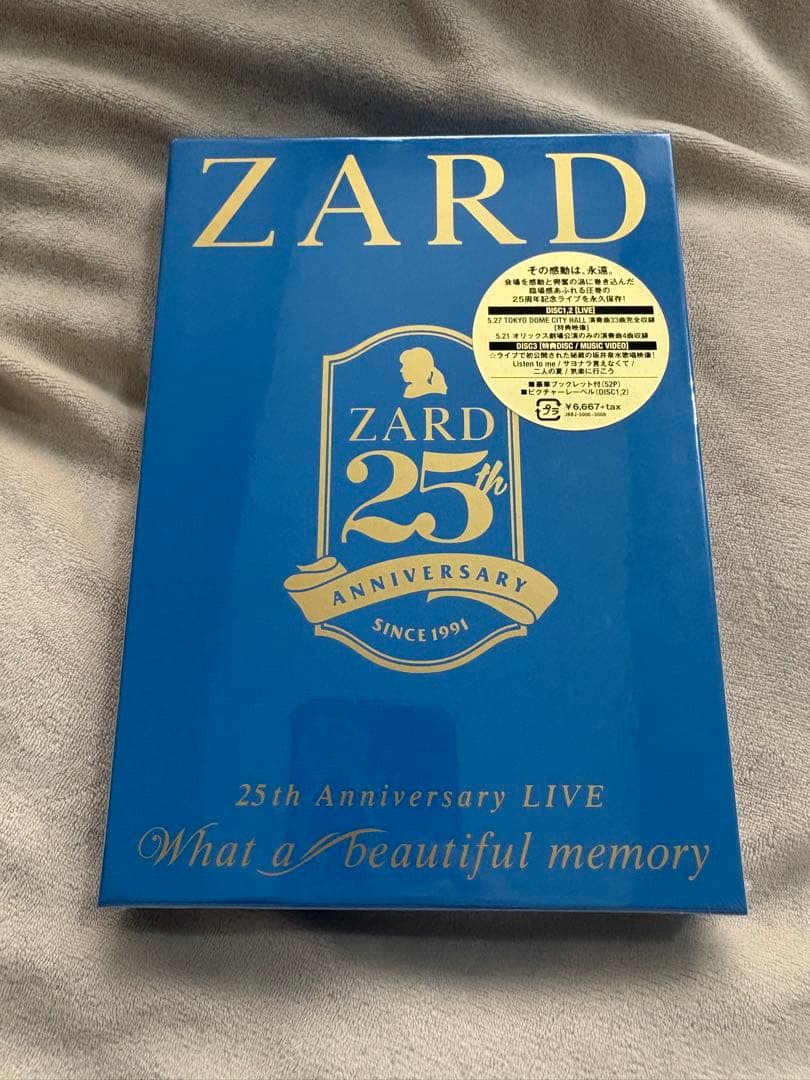 ZARD
その感動は、永遠。
会場を感動と興奮の渦に巻き込んだ
臨場感あふれる圧巻の
25周年記念ライブを永久保存!
DISC1,2 [LIVE]
5.27 TOKYO DOME CITY HALL 演奏曲33曲完全収録
[特典映像]
5.21 オリックス劇場公演のみの演奏曲4曲収録
DISC3 [特典DISC / MUSIC VIDEO]
☆ライブで初公開された秘蔵の坂井泉水歌唱映像!
Listen to me / サヨナラ言えなくて /
二人の夏 / 気楽に行こう
■豪華ブックレット付(52P)
■ピクチャーレーベル(DISC1,2)
プラ
¥6,667+tax
JBBJ-5006~5008
ZARD
25th
ANNIVERSARY
SINCE 1991
25th Anniversary LIVE
What a beautiful memory